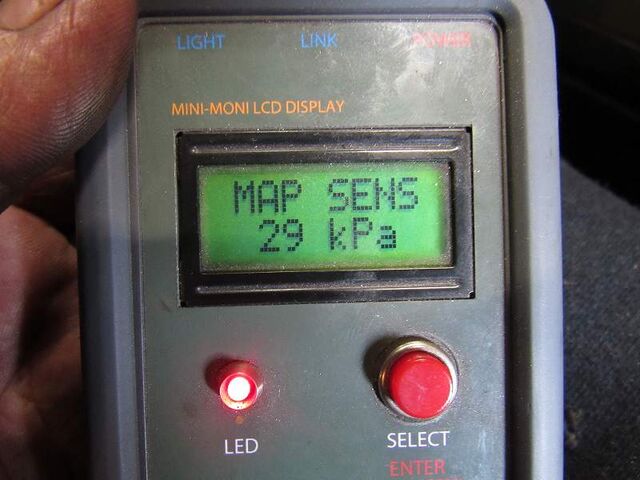 LIGHT LINK POWER
MINI-MONI LCD DISPLAY
MAP SENS
29 kPa
LED SELECT
ENTER